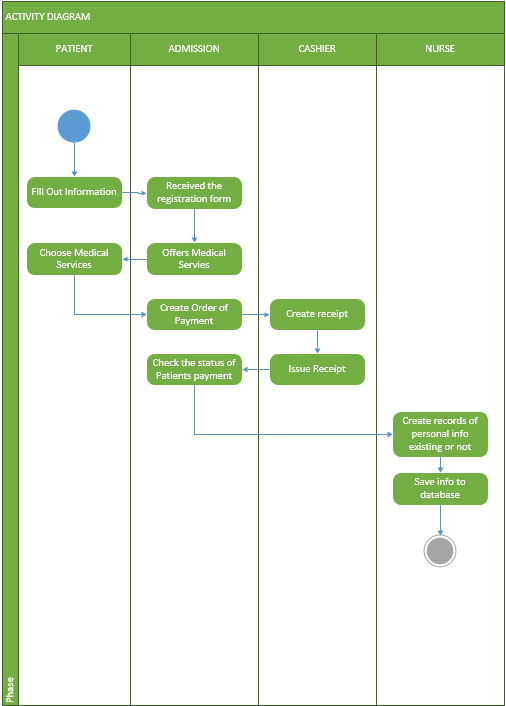 ACTIVITY DIAGRAM
PATIENT
ADMISSION
CASHIER
NURSE
FIll Out Information
Received the
registration form
Choose Medical
Services
Offers Medical
Servies
Create Order of
Payment
Create receipt
Check the status of
Patients payment
Issue Receipt
Create records of
personal info
existing or not
Save info to
database
Phase